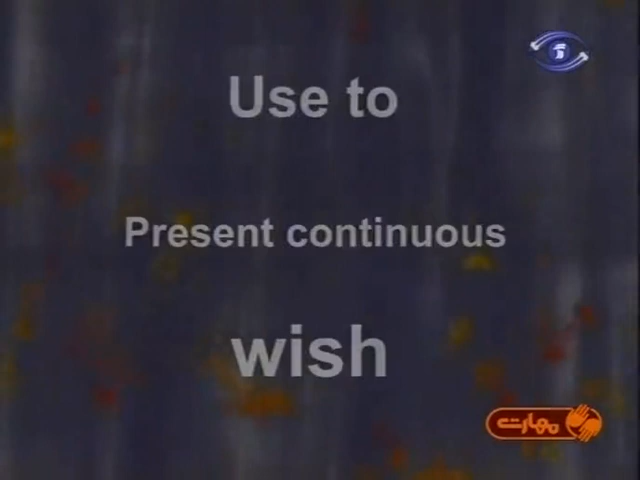 Use to
Present continuous
wish
مهارت